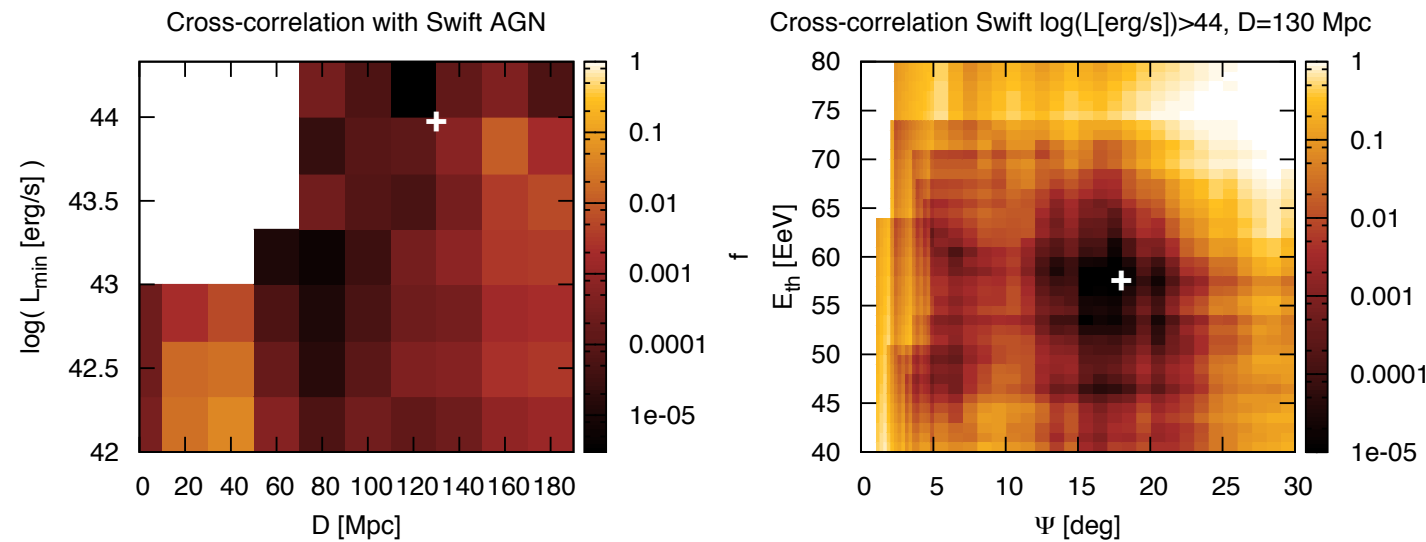 Cross-correlation with Swift AGN
log( L_min [erg/s] )
44
43.5
43
42.5
42
0 20 40 60 80 100 120 140 160 180
D [Mpc]
1
0.1
0.01
0.001
0.0001
1e-05
f
Cross-correlation Swift log(L[erg/s])>44, D=130 Mpc
E_th [EeV]
80
75
70
65
60
55
50
45
40
0 5 10 15 20 25 30
Ψ [deg]
1
0.1
0.01
0.001
0.0001
1e-05